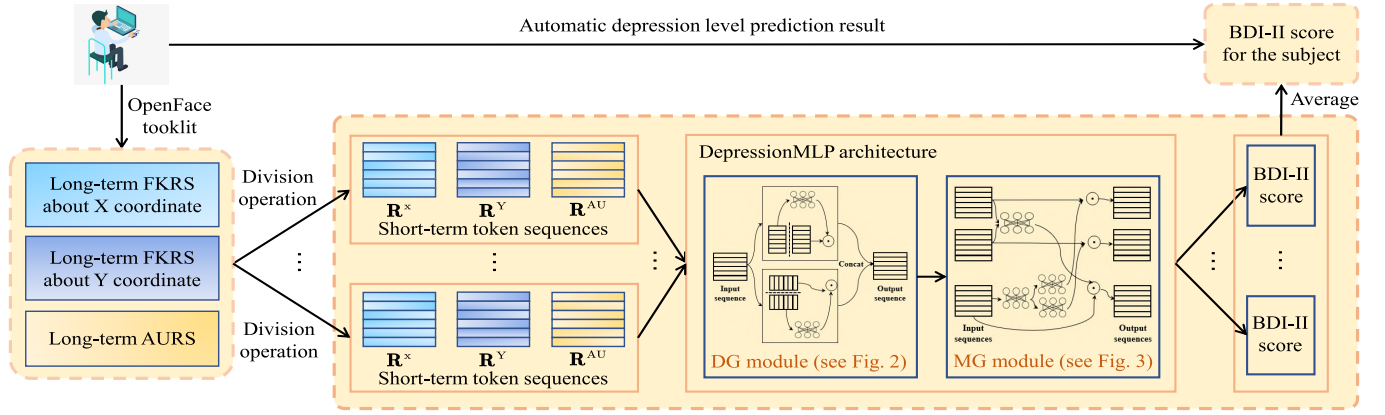 Automatic depression level prediction result
BDI-II score
for the subject
OpenFace
tooklit
Average
Long-term FKRS
about X coordinate
Long-term FKRS
about Y coordinate
Long-term AURS
Division
operation
⋮
Division
operation
R^x
R^Y
R^AU
Short-term token sequences
⋮
⋮
R^x
R^Y
R^AU
Short-term token sequences
⋮
DepressionMLP architecture
Input
sequence
Concat
Output
sequence
DG module (see Fig. 2)
Input
sequences
Output
sequences
MG module (see Fig. 3)
⋮
BDI-II
score
⋮
BDI-II
score